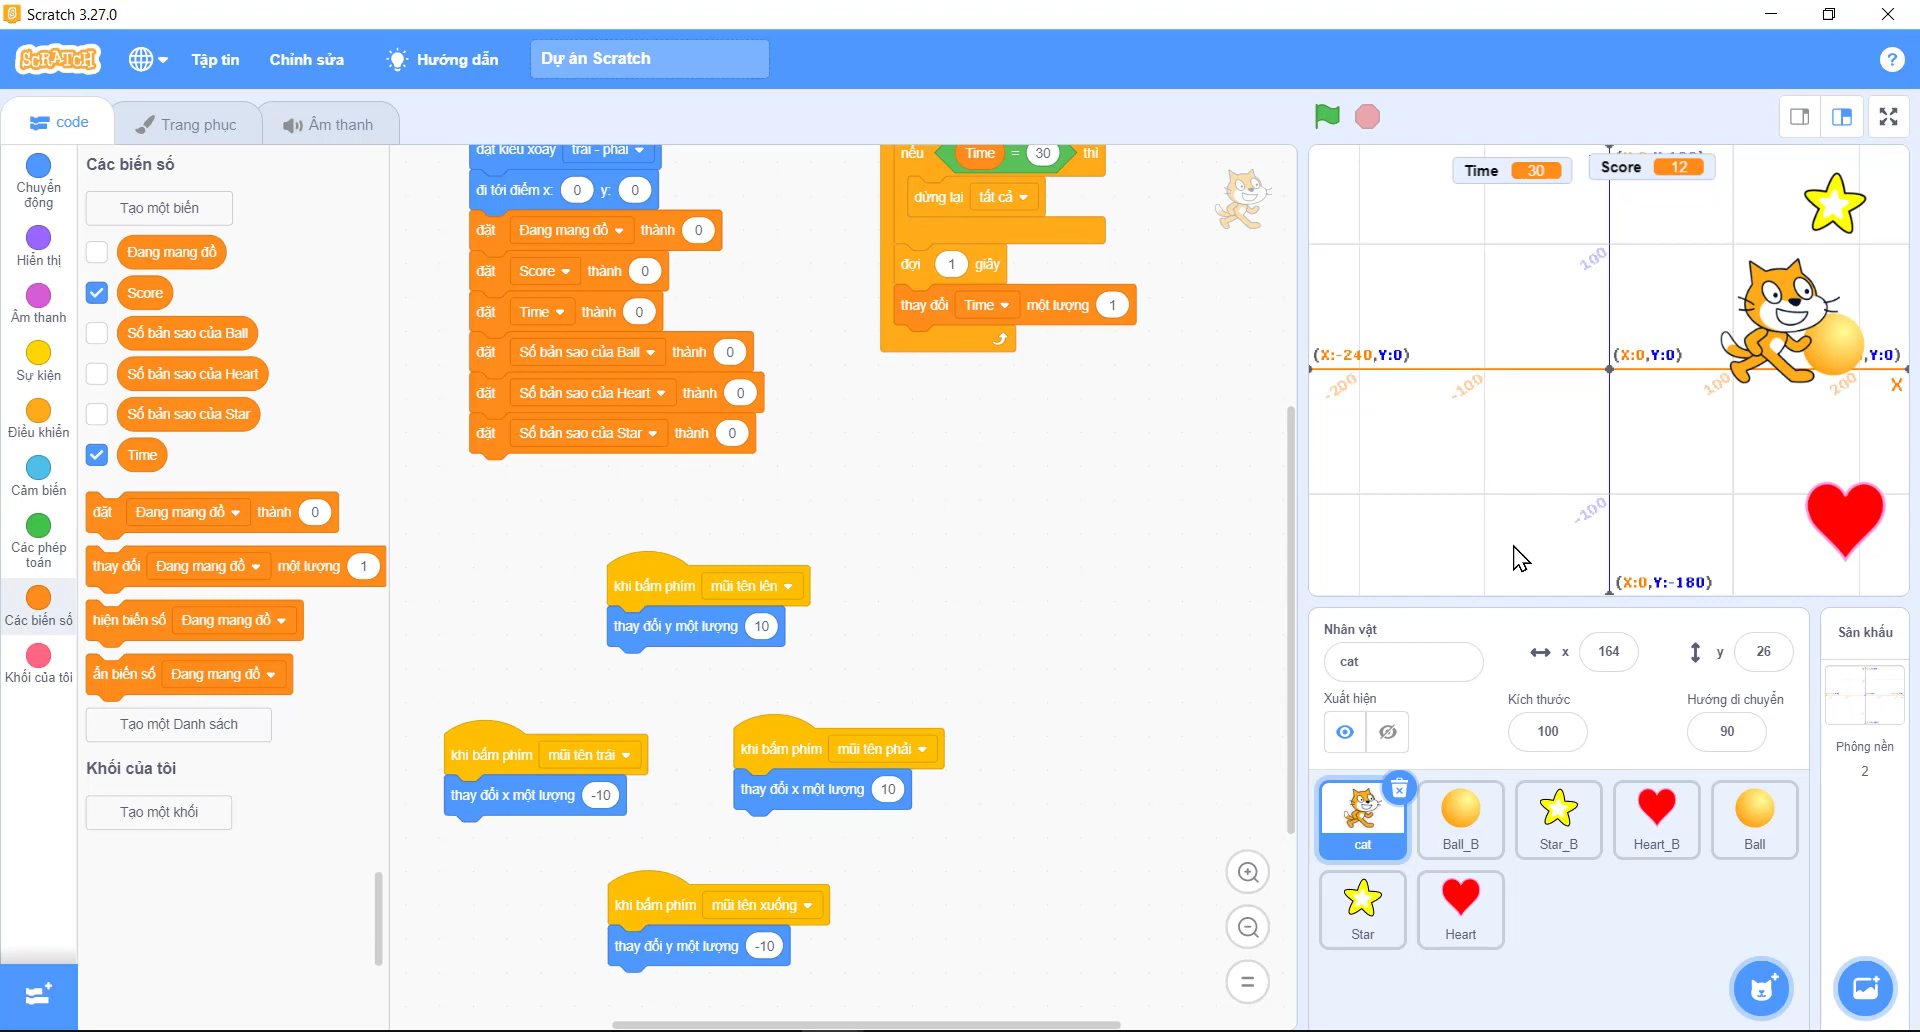 Scratch 3.27.0
SCRATCH
Tập tin
Chỉnh sửa
Hướng dẫn
Dự án Scratch
?
code
Trang phục
Âm thanh
Chuyển động
Hiển thị
Âm thanh
Sự kiện
Điều khiển
Cảm biến
Các phép toán
Các biến số
Khối của tôi
Các biến số
Tạo một biến
Đang mang đồ
Score
Số bản sao của Ball
Số bản sao của Heart
Số bản sao của Star
Time
đặt Đang mang đồ thành 0
thay đổi Đang mang đồ một lượng 1
hiện biến số Đang mang đồ
ẩn biến số Đang mang đồ
Tạo một Danh sách
Khối của tôi
Tạo một khối
đặt kiểu xoay trái - phải
đi tới điểm x: 0 y: 0
đặt Đang mang đồ thành 0
đặt Score thành 0
đặt Time thành 0
đặt Số bản sao của Ball thành 0
đặt Số bản sao của Heart thành 0
đặt Số bản sao của Star thành 0
nếu Time = 30 thì
dừng lại tất cả
đợi 1 giây
thay đổi Time một lượng 1
khi bấm phím mũi tên lên
thay đổi y một lượng 10
khi bấm phím mũi tên trái
thay đổi x một lượng -10
khi bấm phím mũi tên phải
thay đổi x một lượng 10
khi bấm phím mũi tên xuống
thay đổi y một lượng -10
Time 30
Score 12
100
(X:-240,Y:0)
(X:0,Y:0)
,Y:0)
-200
-100
100
200
X
-100
(X:0,Y:-180)
Nhân vật
cat
x 164
y 26
Xuất hiện
Kích thước
100
Hướng di chuyển
90
cat
Ball_B
Star_B
Heart_B
Ball
Star
Heart
Sân khấu
Phông nền
2